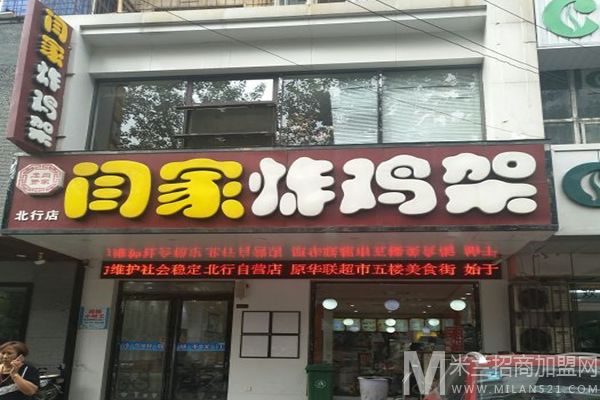 闫家炸鸡架
闫家炸鸡架
北行店
维护社会稳定 北行自营店 原华联超市五楼美食街 始于
米兰招商加盟网
WWW.MILAN521.COM